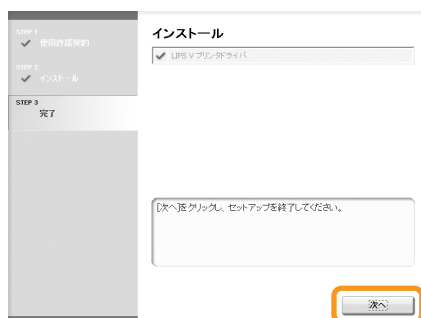 STEP 1
使用許諾契約
STEP 2
インストール
STEP 3
完了
インストール
LIPS V プリンタドライバ
[次へ]をクリックし、セットアップを終了してください。
次へ